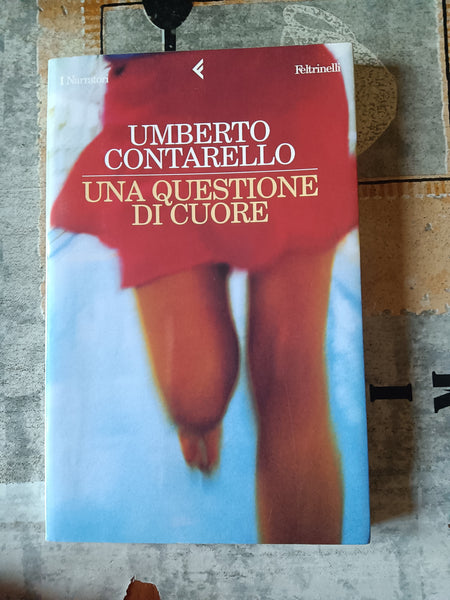 I Narratori
Feltrinelli
UMBERTO
CONTARELLO
UNA QUESTIONE
DI CUORE